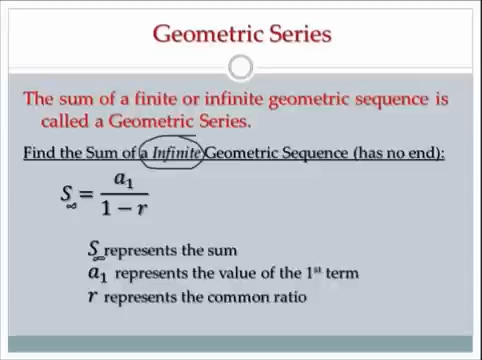 Geometric Series
The sum of a finite or infinite geometric sequence is
called a Geometric Series.
Find the Sum of a Infinite Geometric Sequence (has no end):
S∞ = a₁ / (1 − r)
S∞ represents the sum
a₁ represents the value of the 1st term
r represents the common ratio